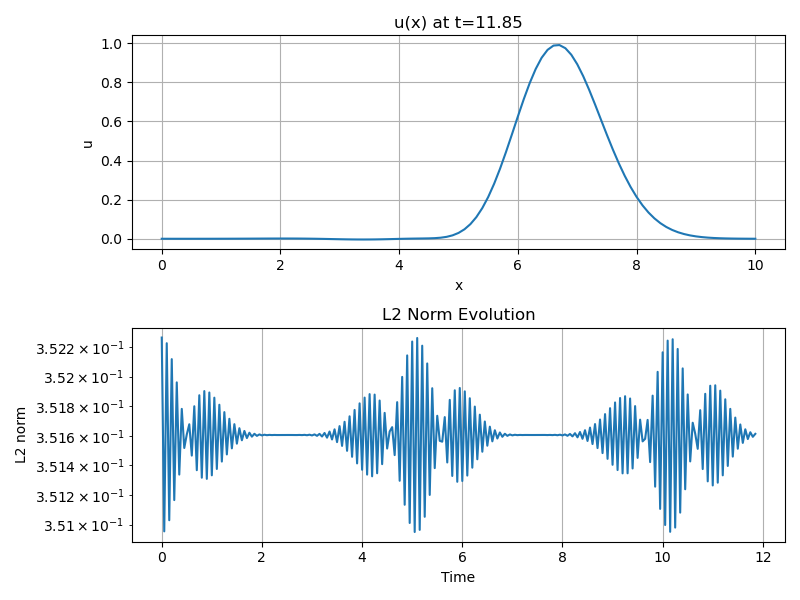 u(x) at t=11.85
1.0
0.8
0.6
0.4
0.2
0.0
u
0 2 4 6 8 10
x
L2 Norm Evolution
3.522 × 10⁻¹
3.52 × 10⁻¹
3.518 × 10⁻¹
3.516 × 10⁻¹
3.514 × 10⁻¹
3.512 × 10⁻¹
3.51 × 10⁻¹
L2 norm
0 2 4 6 8 10 12
Time